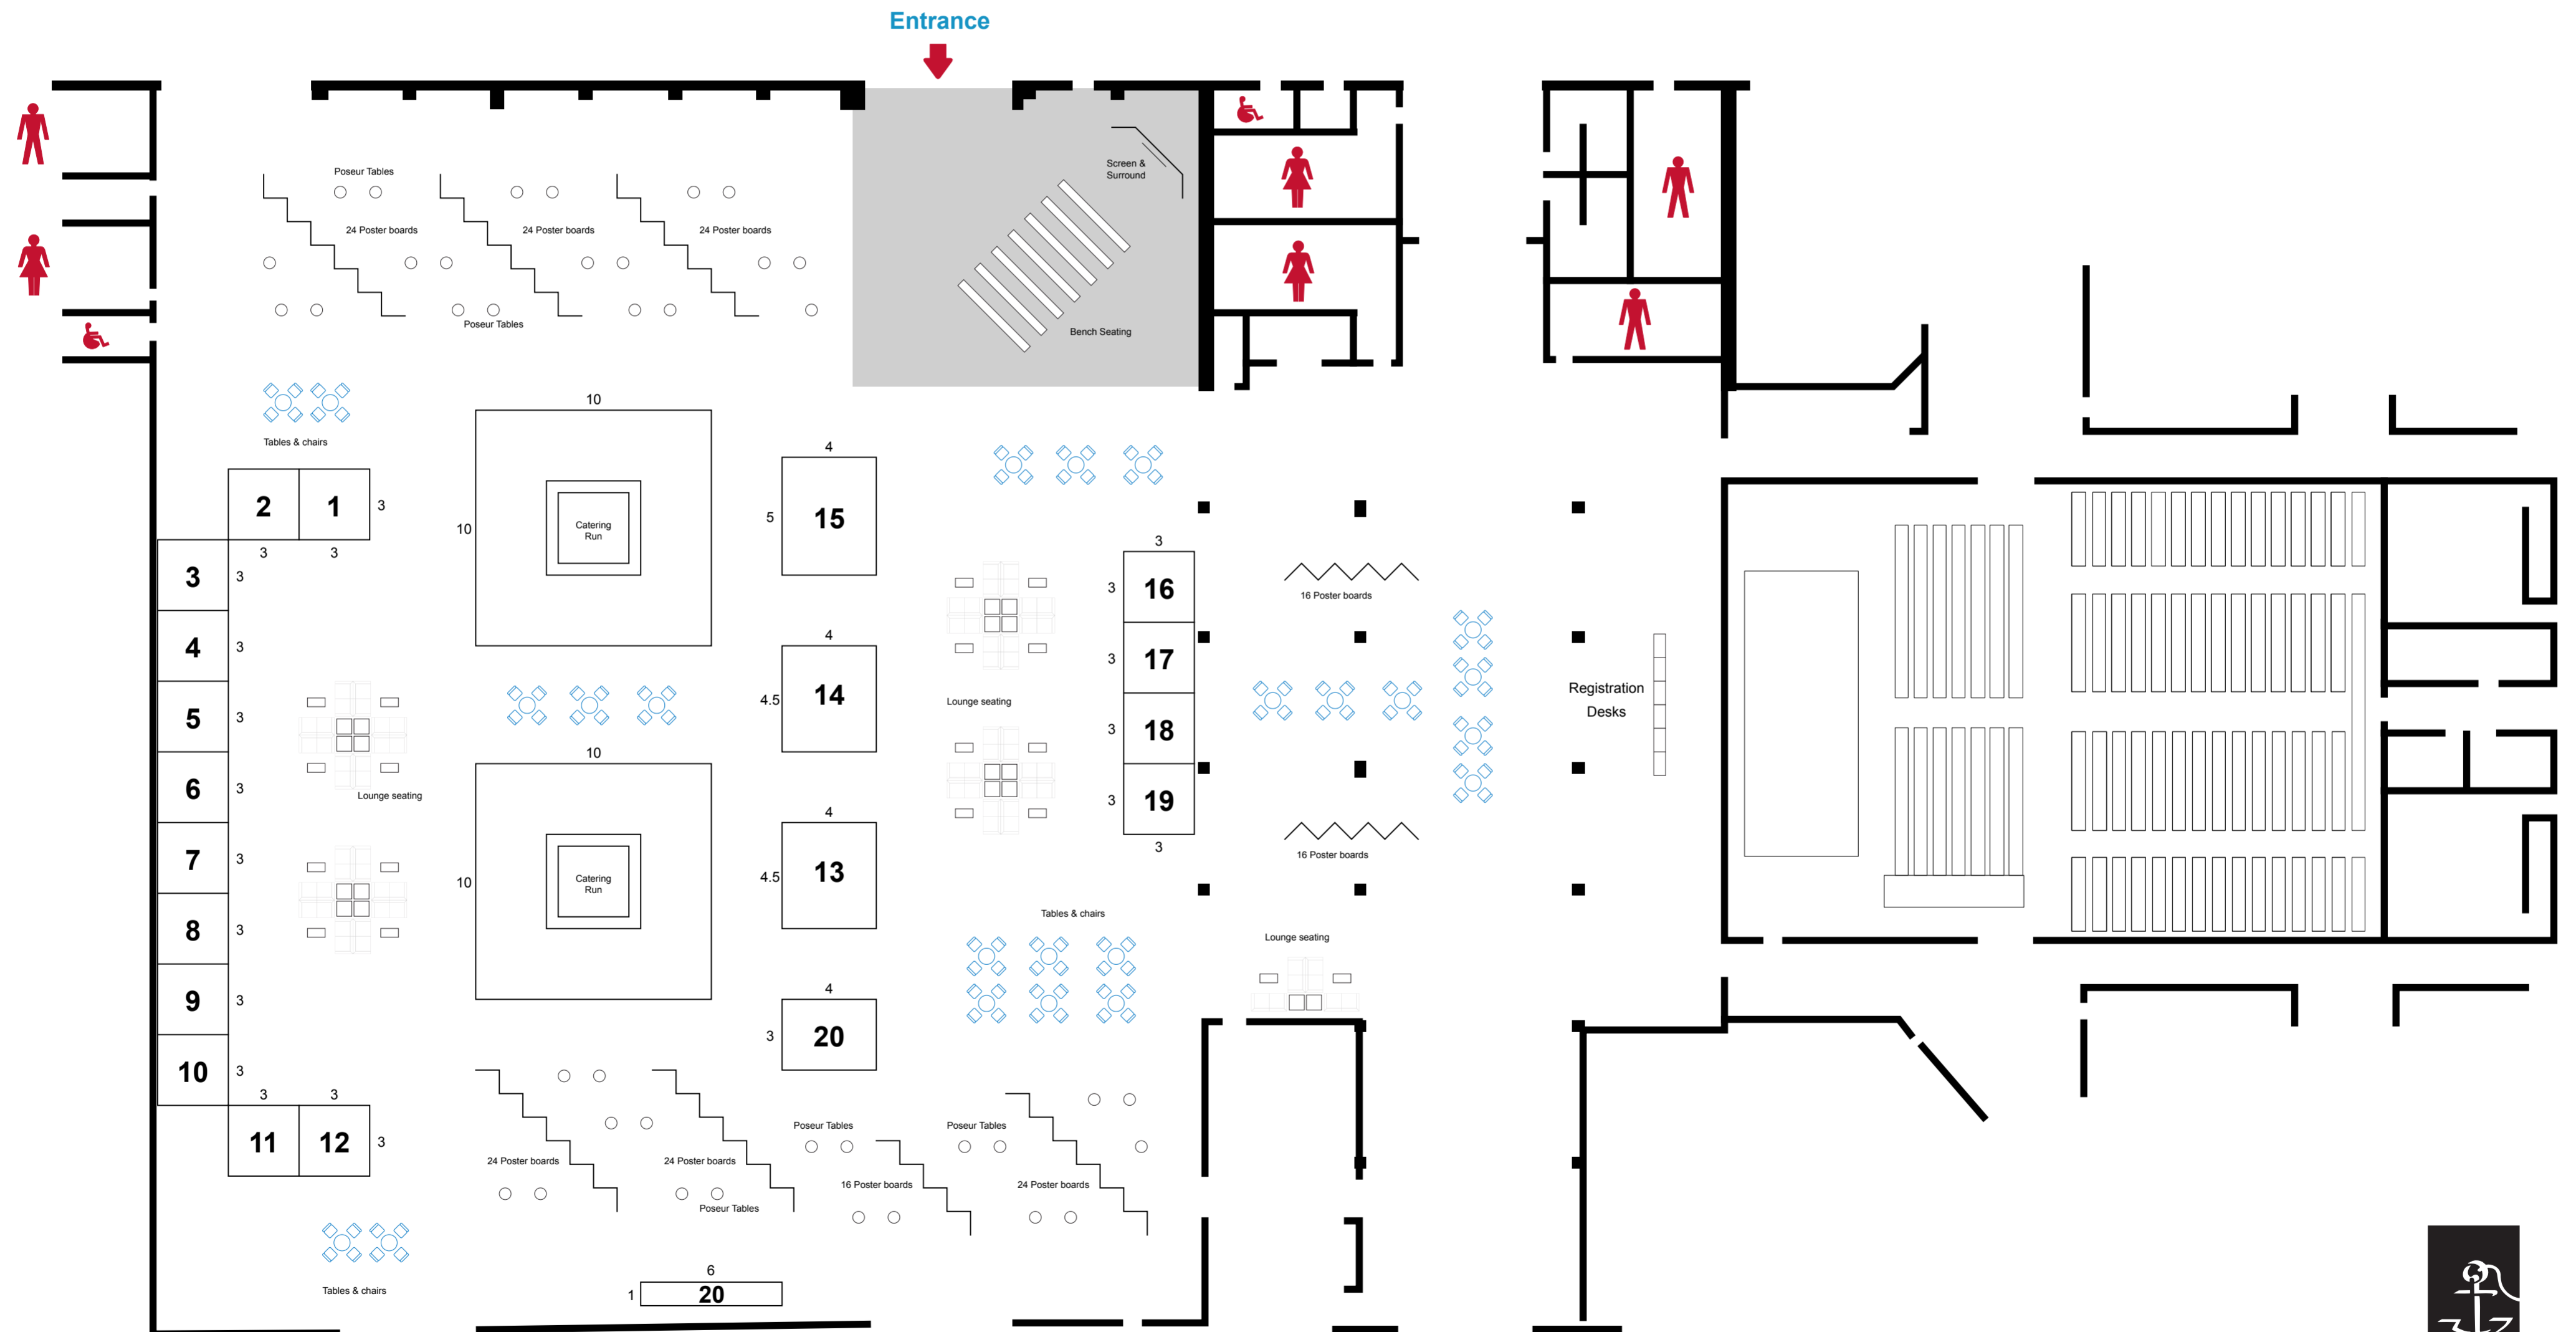 Entrance
Screen &
Surround
Poseur Tables
24 Poster boards
24 Poster boards
24 Poster boards
Poseur Tables
Bench Seating
10
Tables & chairs
4
2
1
3
10
Catering
Run
5
15
3
3
3
3
3
3
16
16 Poster boards
4
4
3
3
17
5
3
4.5
14
Lounge seating
Registration
Desks
3
18
10
6
3
Lounge seating
3
19
4
3
7
3
10
Catering
Run
4.5
13
16 Poster boards
8
3
Tables & chairs
Lounge seating
4
9
3
3
20
10
3
3
3
11
12
3
Poseur Tables
Poseur Tables
24 Poster boards
24 Poster boards
16 Poster boards
24 Poster boards
Poseur Tables
6
Tables & chairs
1
20